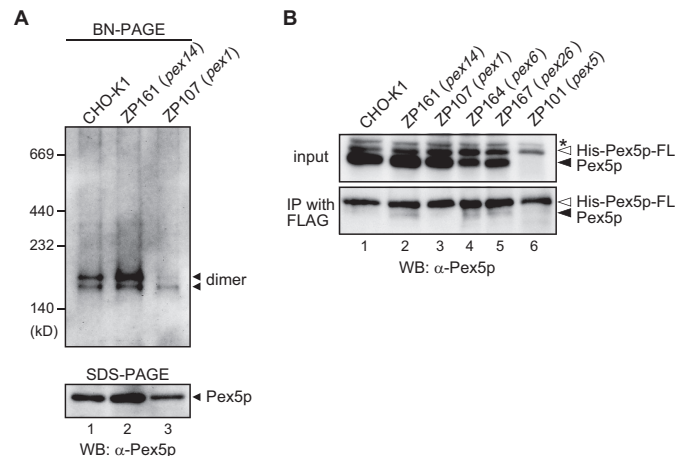 A
BN-PAGE
CHO-K1
ZP161 (pex14)
ZP107 (pex1)
669
440
232
140
(kD)
dimer
SDS-PAGE
Pex5p
1 2 3
WB: α-Pex5p
B
CHO-K1
ZP161 (pex14)
ZP107 (pex1)
ZP164 (pex6)
ZP167 (pex26)
ZP101 (pex5)
input
*
His-Pex5p-FL
Pex5p
IP with
FLAG
His-Pex5p-FL
Pex5p
1 2 3 4 5 6
WB: α-Pex5p